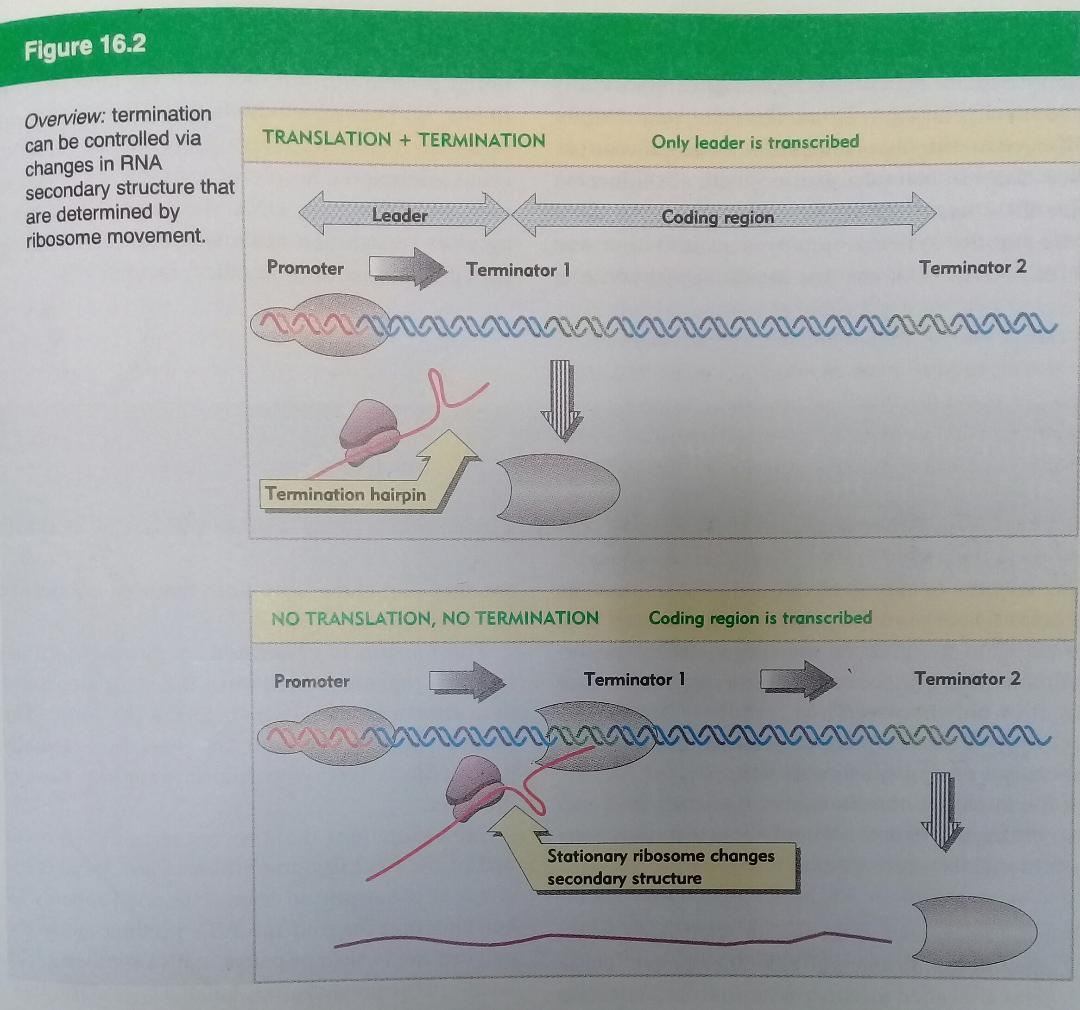 Figure 16.2
Overview: termination
can be controlled via
changes in RNA
secondary structure that
are determined by
ribosome movement.
TRANSLATION + TERMINATION Only leader is transcribed
Leader Coding region
Promoter Terminator 1 Terminator 2
Termination hairpin
NO TRANSLATION, NO TERMINATION Coding region is transcribed
Promoter Terminator 1 Terminator 2
Stationary ribosome changes
secondary structure